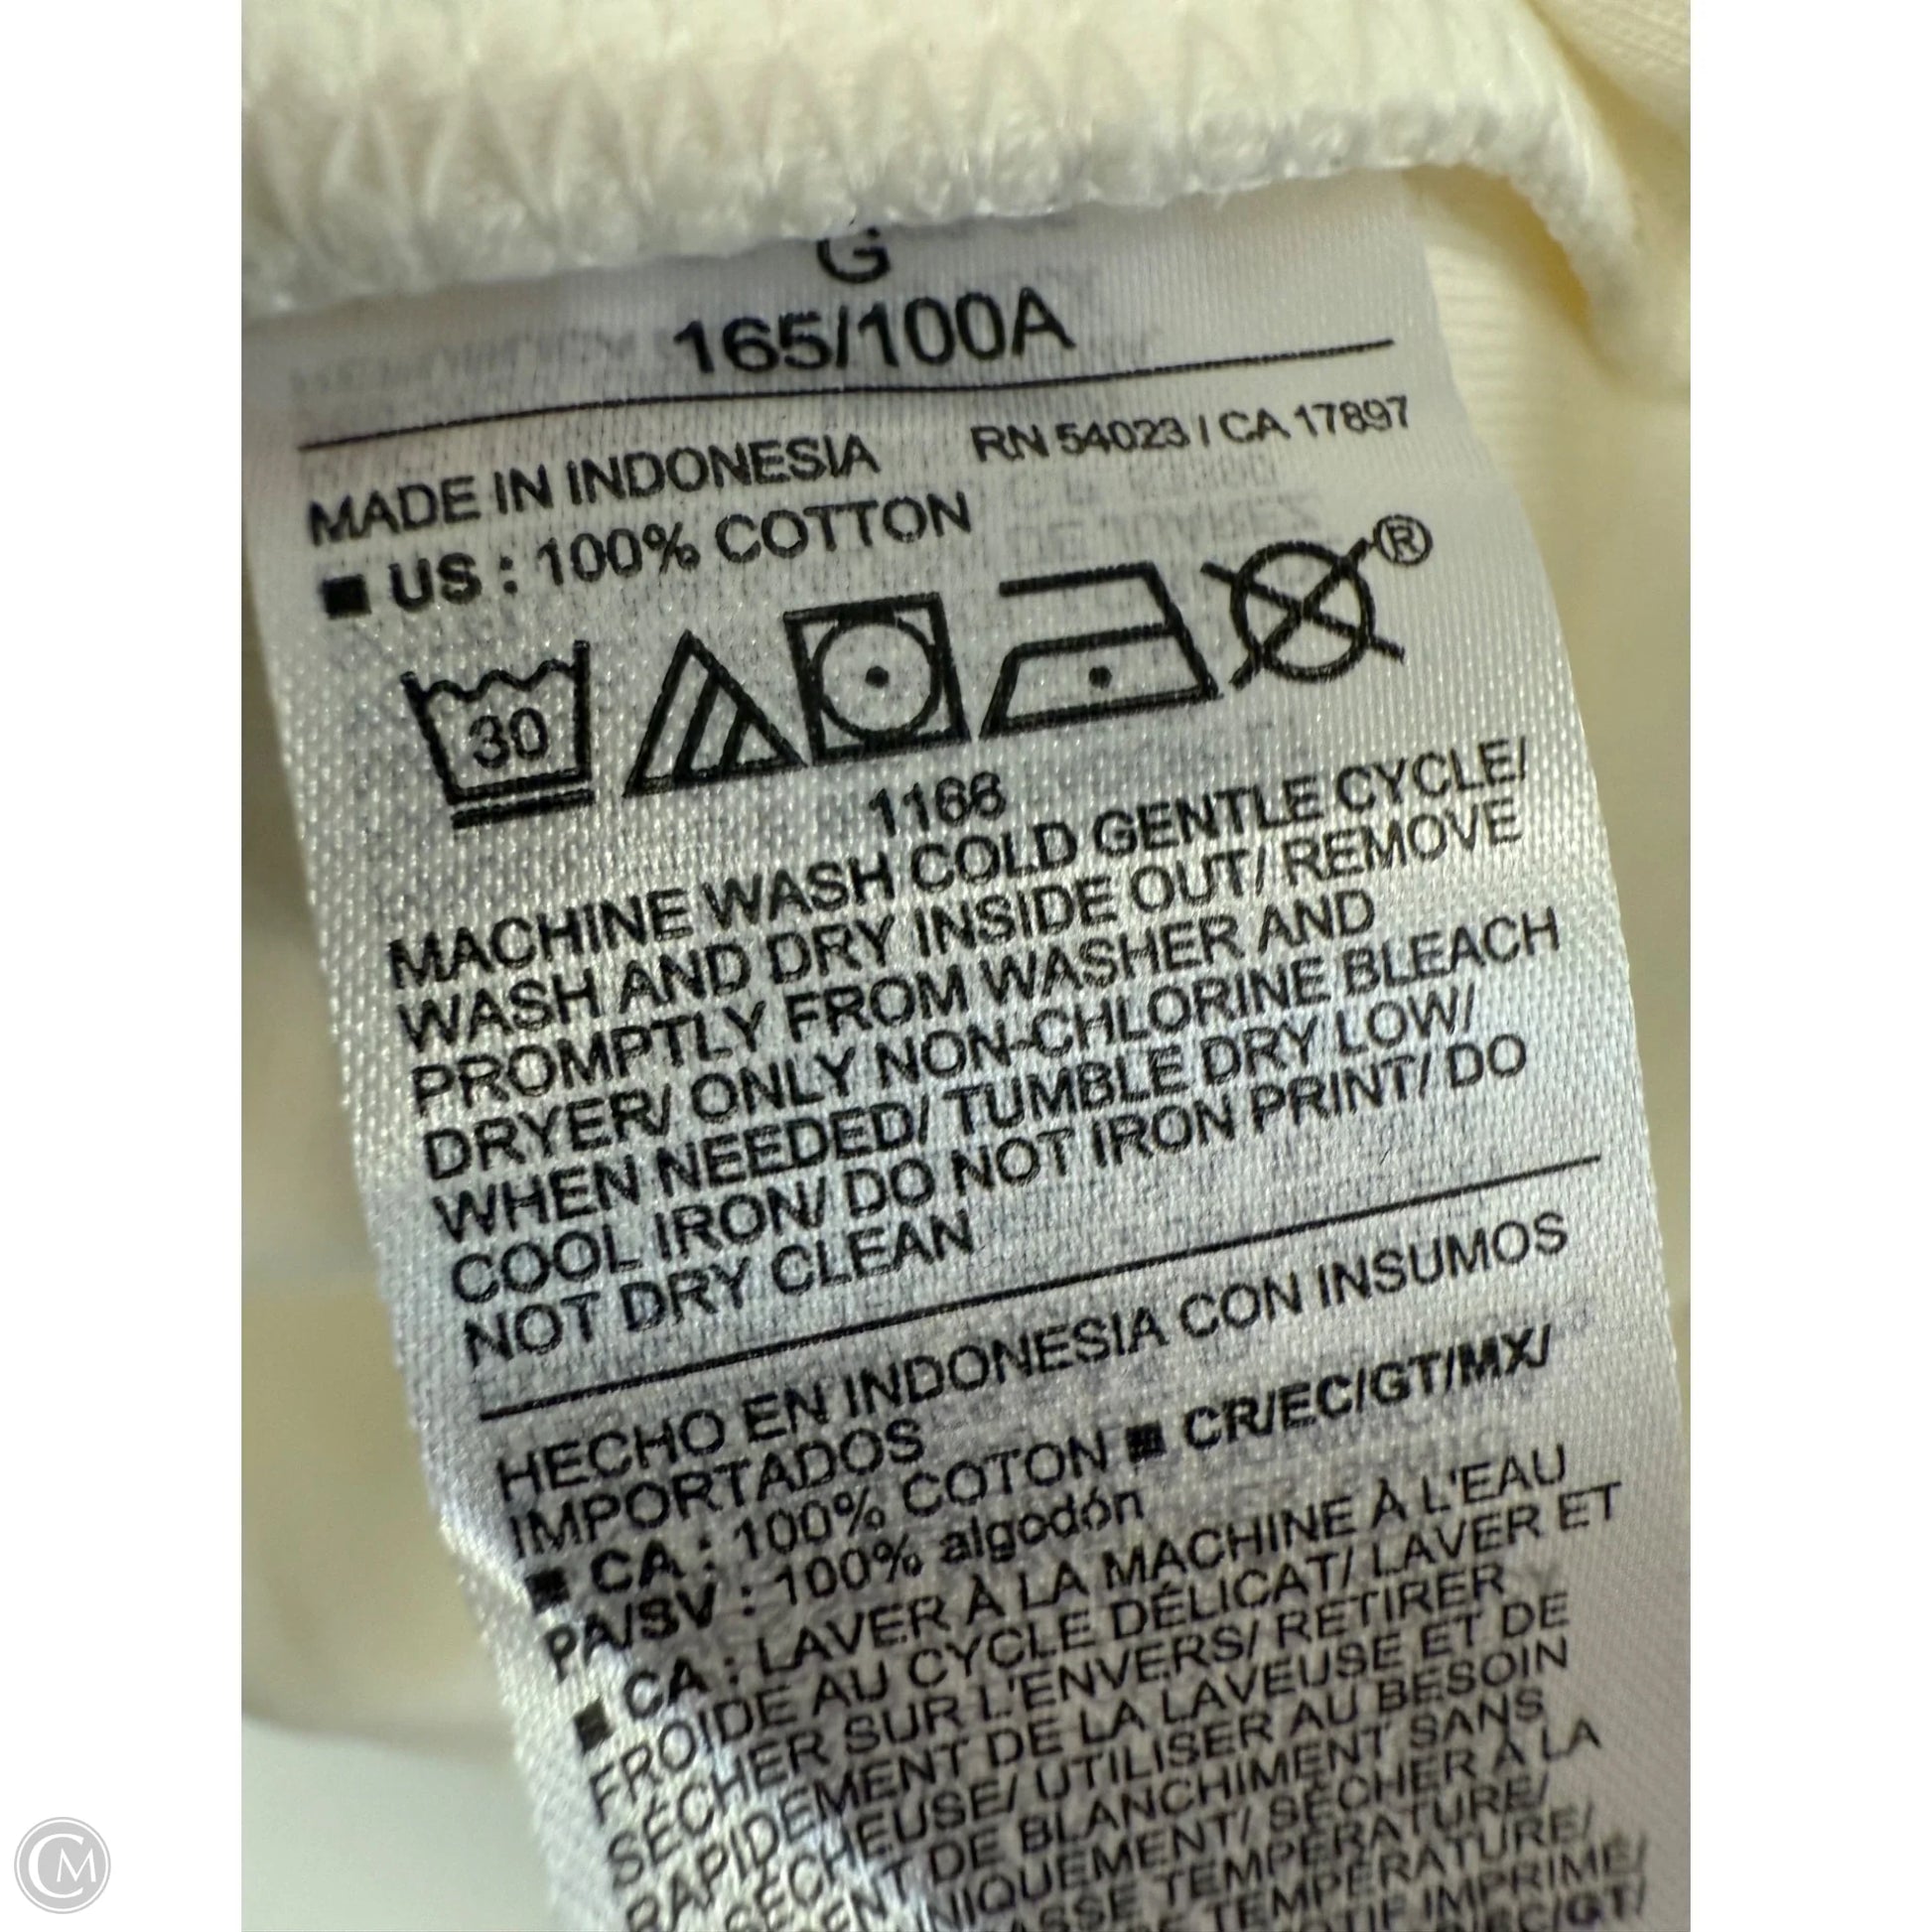 G
165/100A
MADE IN INDONESIA RN 54023 / CA 17897
■ US : 100% COTTON
30
®
1166
MACHINE WASH COLD GENTLE CYCLE/
WASH AND DRY INSIDE OUT/ REMOVE
PROMPTLY FROM WASHER AND
DRYER/ ONLY NON-CHLORINE BLEACH
WHEN NEEDED/ TUMBLE DRY LOW/
COOL IRON/ DO NOT IRON PRINT/ DO
NOT DRY CLEAN
HECHO EN INDONESIA CON INSUMOS
IMPORTADOS
■ CA : 100% COTON ■ CR/EC/GT/MX/
PA/SV : 100% algodón
■ CA : LAVER À LA MACHINE À L'EAU
FROIDE AU CYCLE DÉLICAT/ LAVER ET
SÉCHER SUR L'ENVERS/ RETIRER
RAPIDEMENT DE LA LAVEUSE ET DE
SÉCHEUSE/ UTILISER AU BESOIN
DE BLANCHIMENT SANS
SÉCHER À LA
TEMPÉRATURE/
TEMPÉRATURE/
IMPRIMÉ/
CM